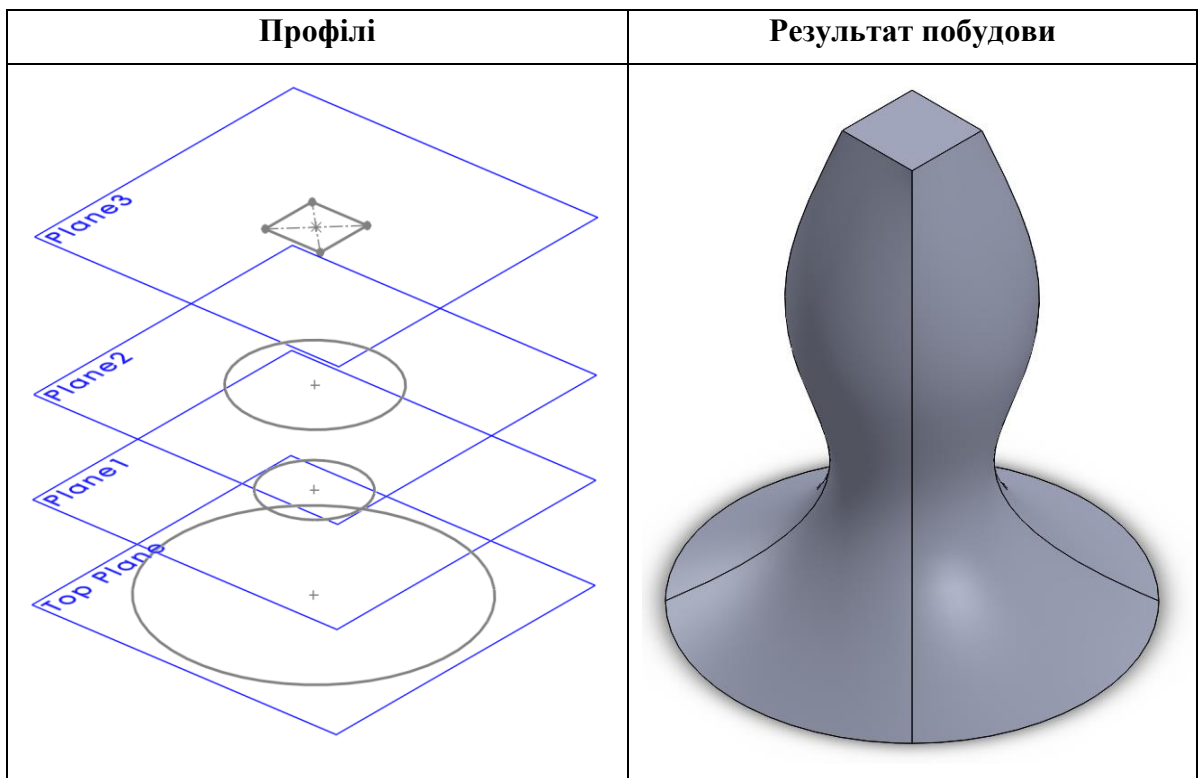 Профілі
Результат побудови
Plane3
Plane2
Plane1
Top Plane